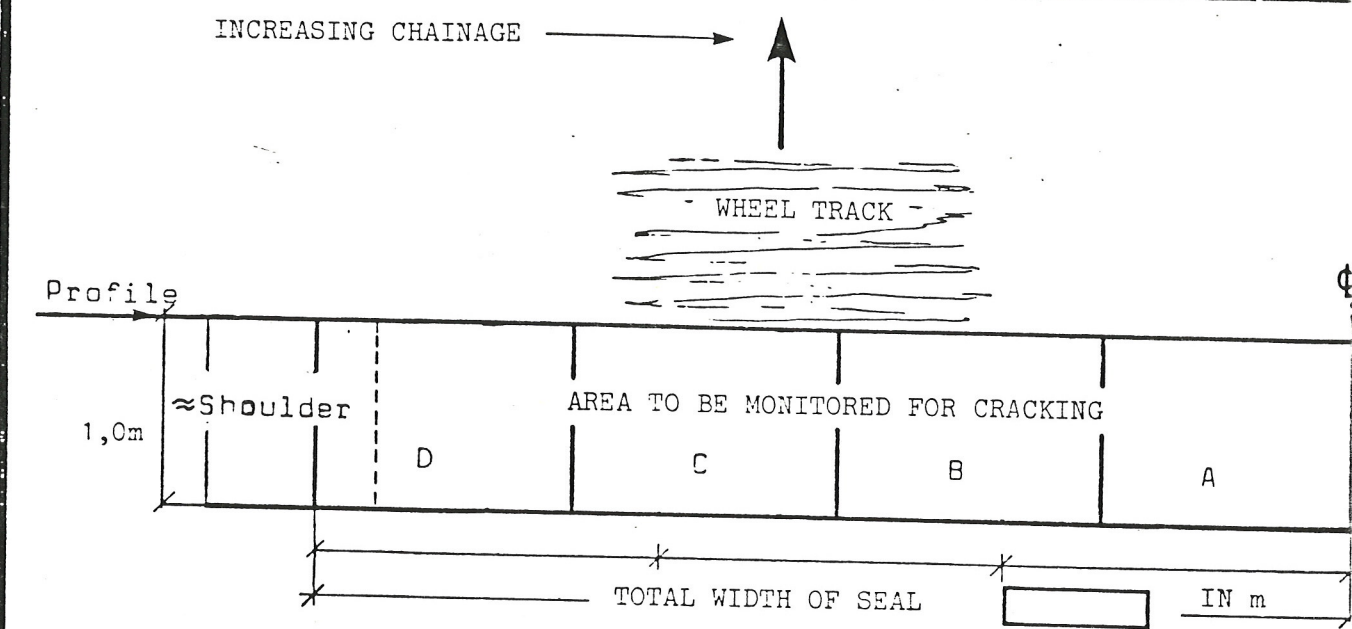 INCREASING CHAINAGE
WHEEL TRACK
Profile
℄
≈Shoulder
AREA TO BE MONITORED FOR CRACKING
1,0m
D C B A
TOTAL WIDTH OF SEAL IN m